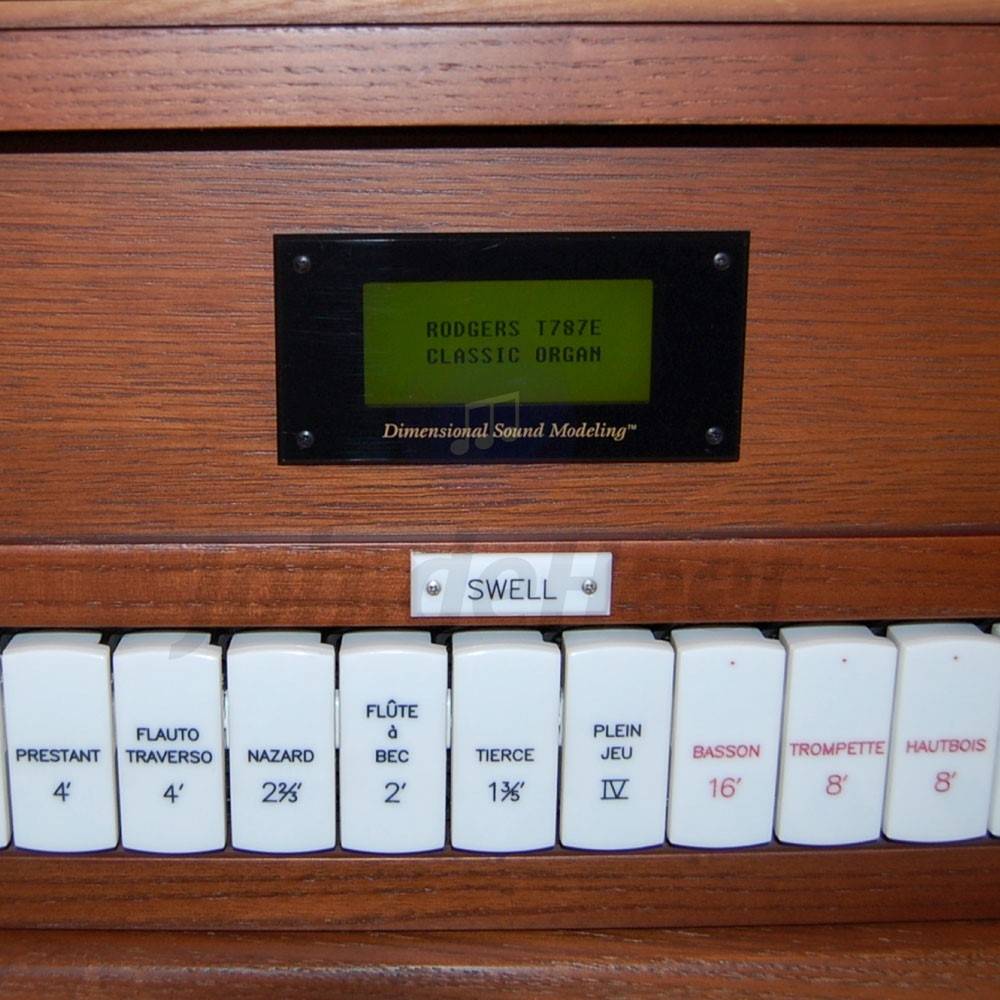 RODGERS T787E
CLASSIC ORGAN
Dimensional Sound Modeling™
SWELL
PRESTANT
4'
FLAUTO
TRAVERSO
4'
NAZARD
2⅔'
FLÛTE
à
BEC
2'
TIERCE
1⅗'
PLEIN
JEU
IV
BASSON
16'
TROMPETTE
8'
HAUTBOIS
8'